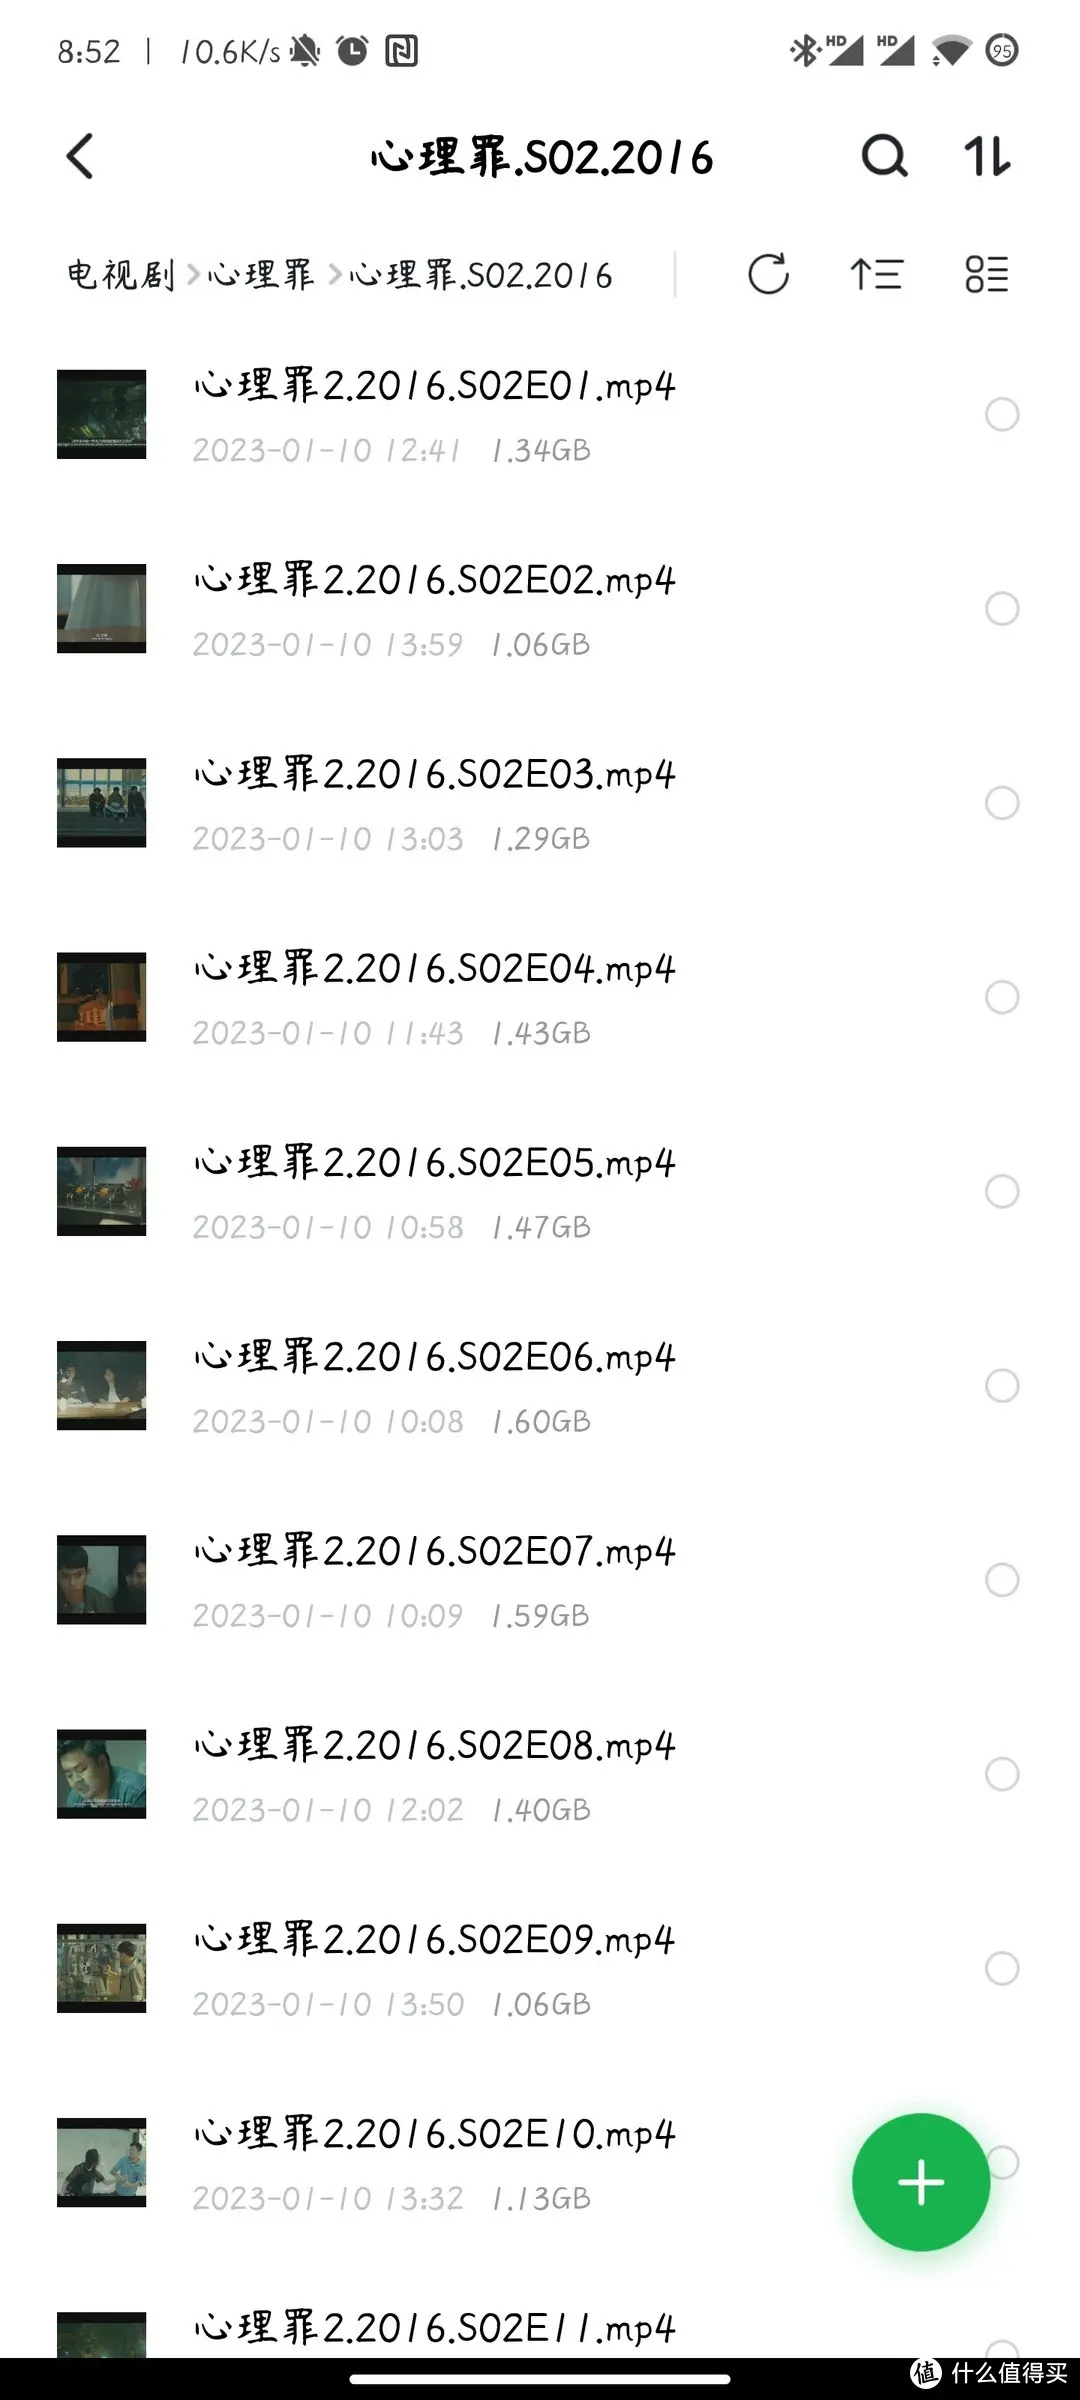 8:52 | 10.6K/s HD HD 95
心理罪.S02.2016
电视剧 > 心理罪 > 心理罪.S02.2016
心理罪2.2016.S02E01.mp4
2023-01-10 12:41 1.34GB
心理罪2.2016.S02E02.mp4
2023-01-10 13:59 1.06GB
心理罪2.2016.S02E03.mp4
2023-01-10 13:03 1.29GB
心理罪2.2016.S02E04.mp4
2023-01-10 11:43 1.43GB
心理罪2.2016.S02E05.mp4
2023-01-10 10:58 1.47GB
心理罪2.2016.S02E06.mp4
2023-01-10 10:08 1.60GB
心理罪2.2016.S02E07.mp4
2023-01-10 10:09 1.59GB
心理罪2.2016.S02E08.mp4
2023-01-10 12:02 1.40GB
心理罪2.2016.S02E09.mp4
2023-01-10 13:50 1.06GB
心理罪2.2016.S02E10.mp4
2023-01-10 13:32 1.13GB
心理罪2.2016.S02E11.mp4
值 什么值得买